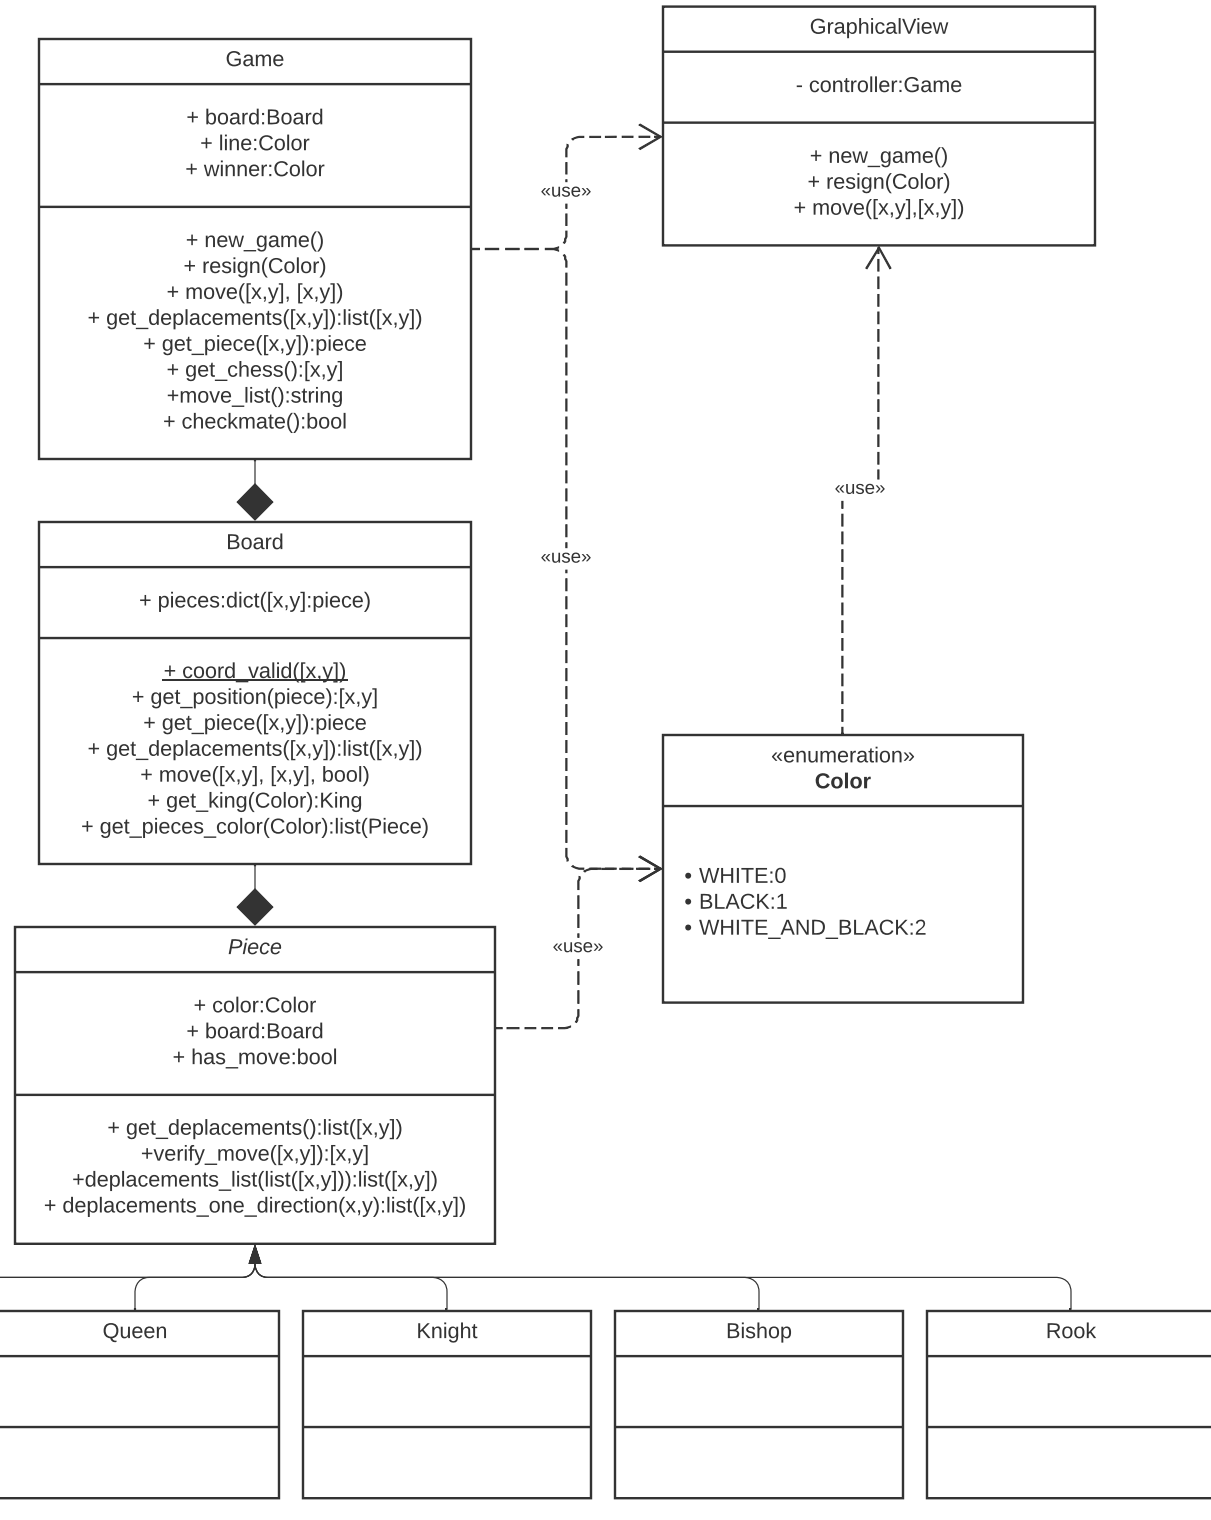 Game
+ board:Board
+ line:Color
+ winner:Color
+ new_game()
+ resign(Color)
+ move([x,y], [x,y])
+ get_deplacements([x,y]):list([x,y])
+ get_piece([x,y]):piece
+ get_chess():[x,y]
+move_list():string
+ checkmate():bool
GraphicalView
- controller:Game
+ new_game()
+ resign(Color)
+ move([x,y],[x,y])
«use»
«use»
«use»
Board
+ pieces:dict([x,y]:piece)
+ coord_valid([x,y])
+ get_position(piece):[x,y]
+ get_piece([x,y]):piece
+ get_deplacements([x,y]):list([x,y])
+ move([x,y], [x,y], bool)
+ get_king(Color):King
+ get_pieces_color(Color):list(Piece)
«enumeration»
Color
• WHITE:0
• BLACK:1
• WHITE_AND_BLACK:2
«use»
Piece
+ color:Color
+ board:Board
+ has_move:bool
+ get_deplacements():list([x,y])
+verify_move([x,y]):[x,y]
+deplacements_list(list([x,y])):list([x,y])
+ deplacements_one_direction(x,y):list([x,y])
Queen
Knight
Bishop
Rook